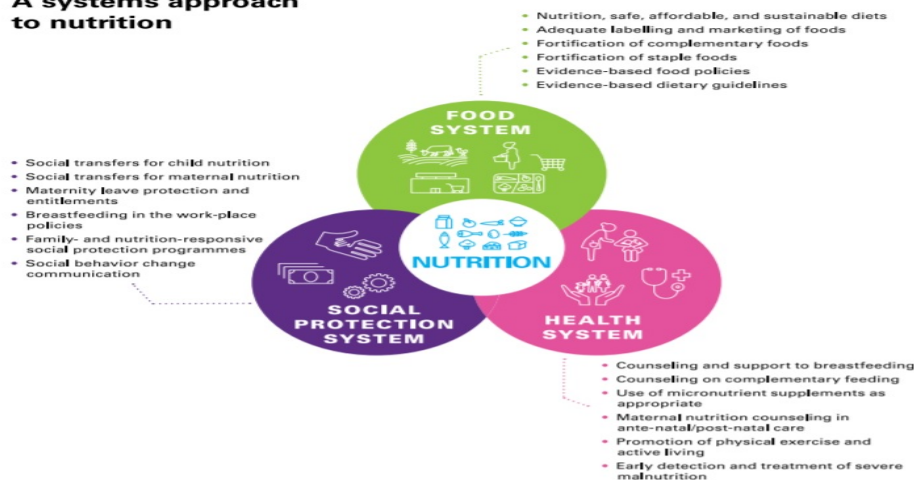 A systems approach
to nutrition
• Nutrition, safe, affordable, and sustainable diets
• Adequate labelling and marketing of foods
• Fortification of complementary foods
• Fortification of staple foods
• Evidence-based food policies
• Evidence-based dietary guidelines
FOOD
SYSTEM
• Social transfers for child nutrition
• Social transfers for maternal nutrition
• Maternity leave protection and
entitlements
• Breastfeeding in the work-place
policies
• Family- and nutrition-responsive
social protection programmes
• Social behavior change
communication
NUTRITION
SOCIAL
PROTECTION
SYSTEM
HEALTH
SYSTEM
• Counseling and support to breastfeeding
• Counseling on complementary feeding
• Use of micronutrient supplements as
appropriate
• Maternal nutrition counseling in
ante-natal/post-natal care
• Promotion of physical exercise and
active living
• Early detection and treatment of severe
malnutrition